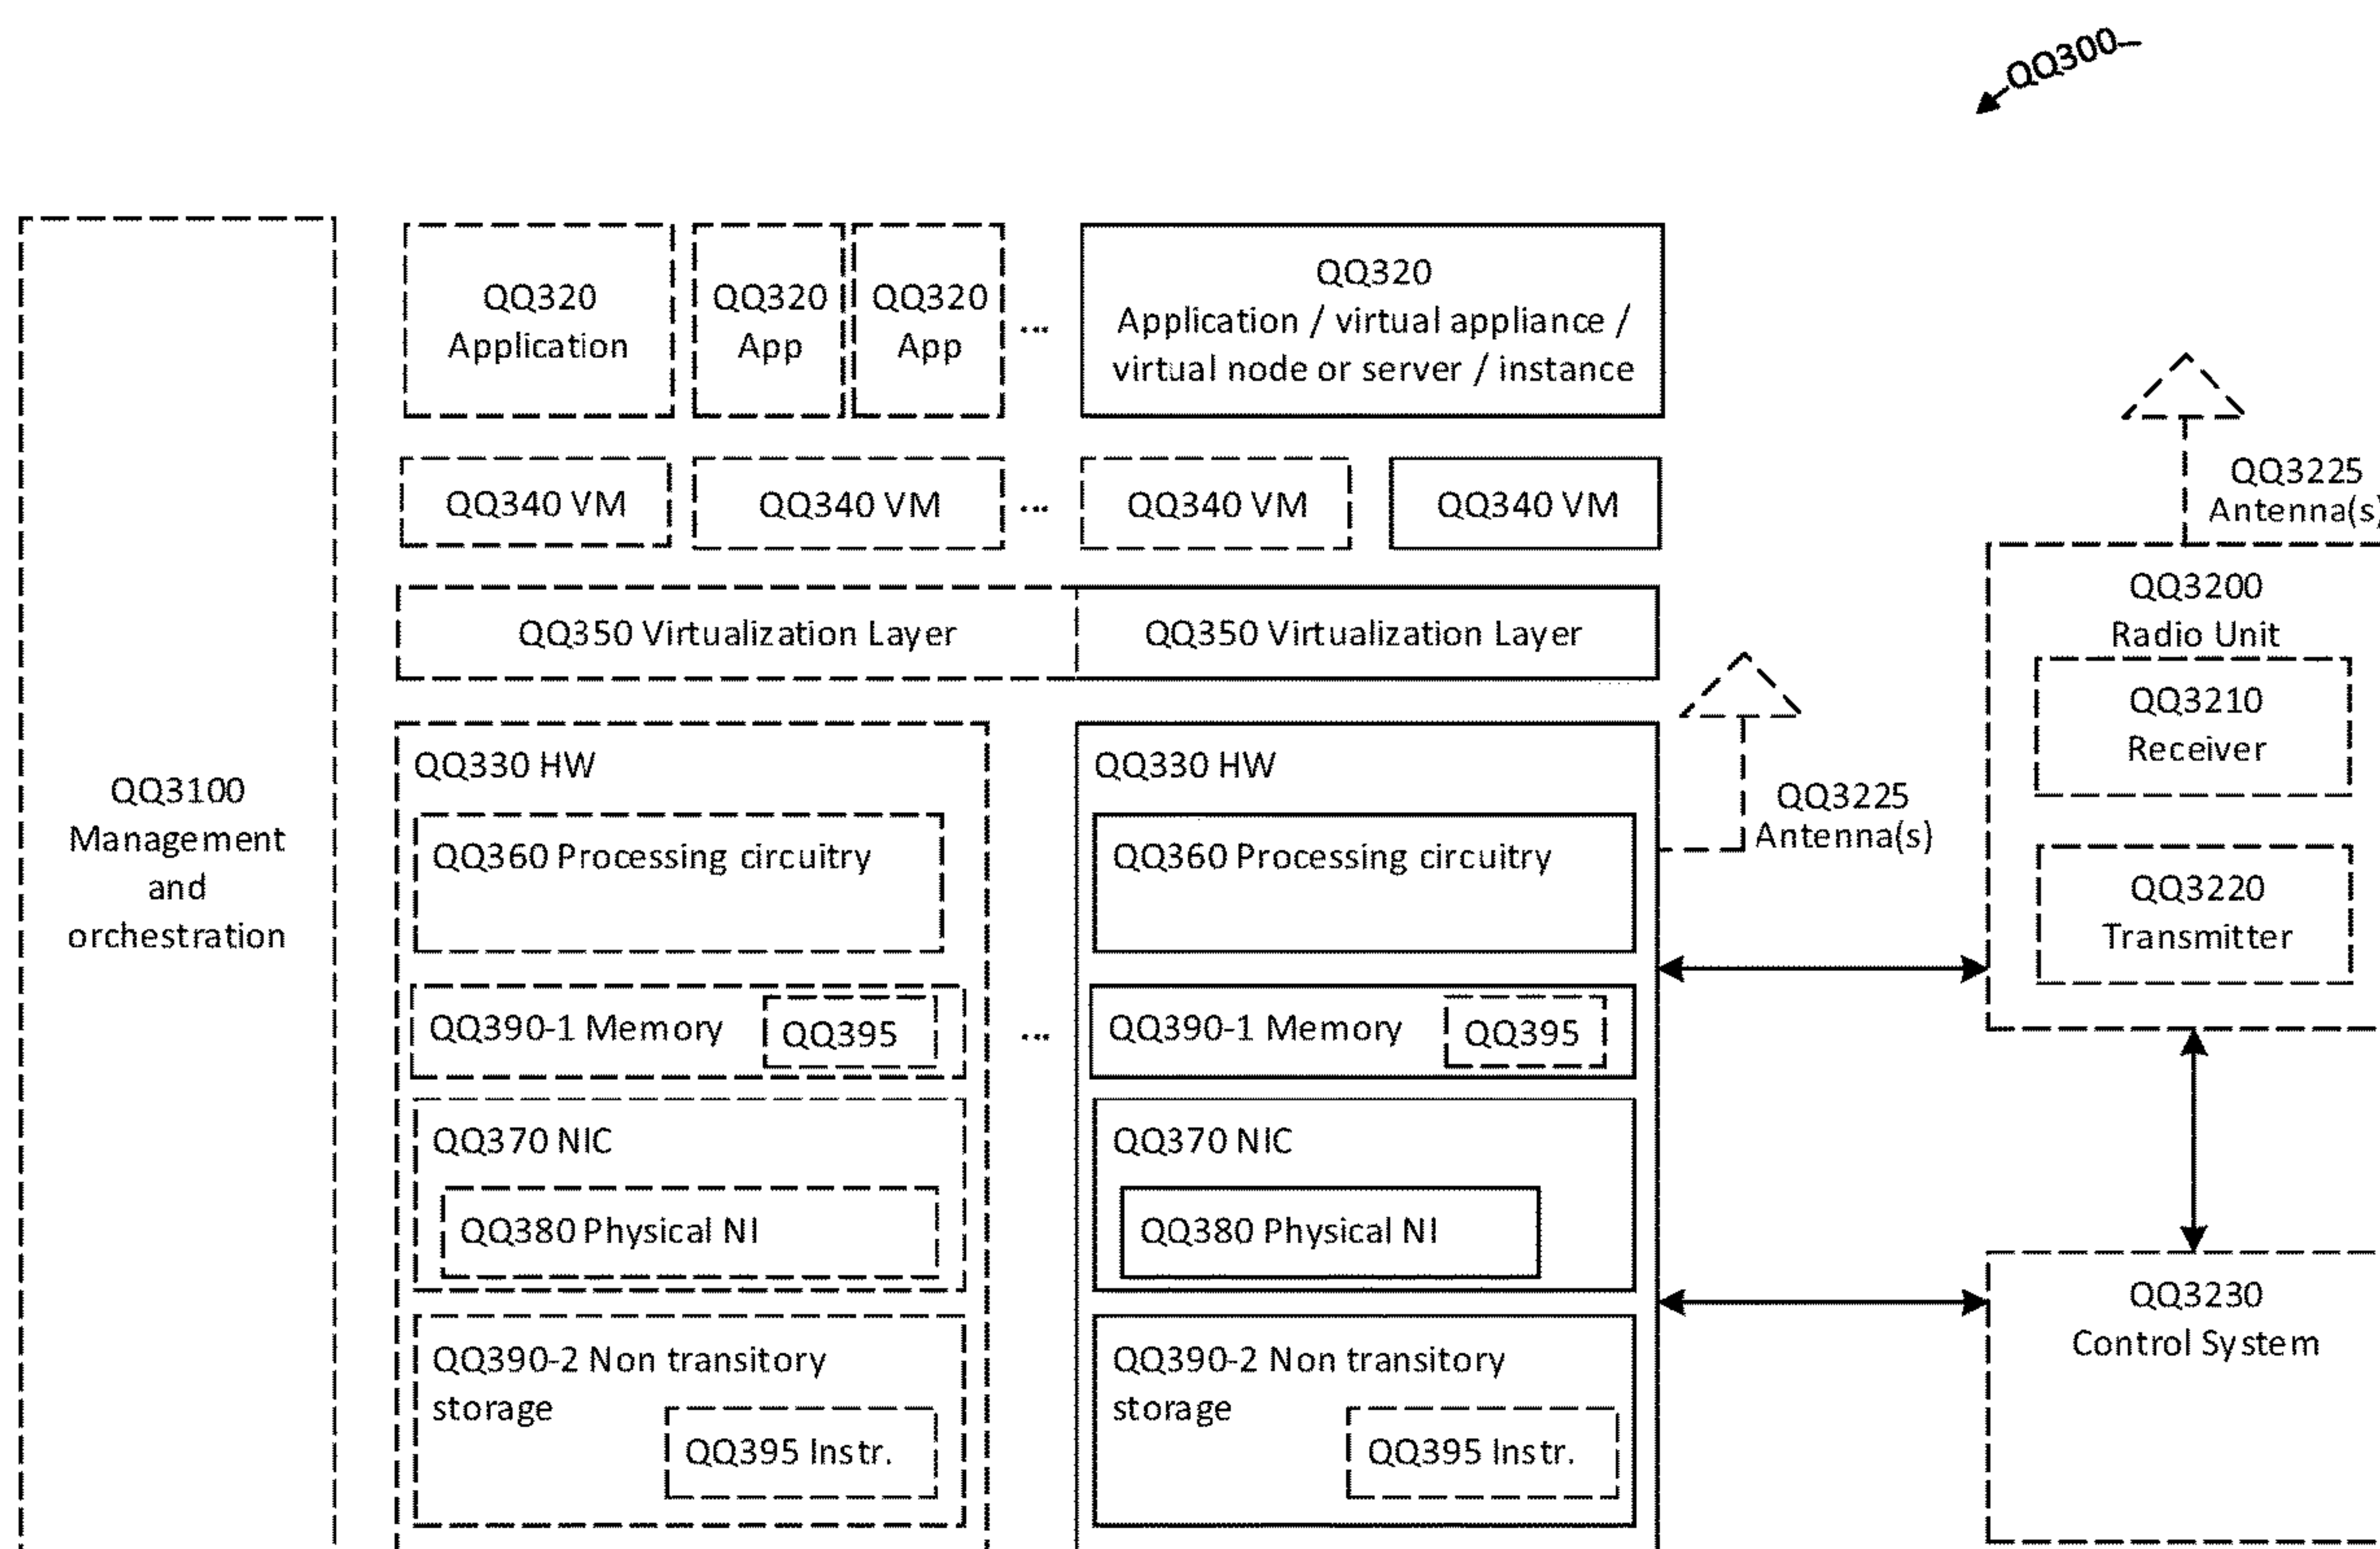 QQ300
QQ320
Application
QQ320
App
QQ320
App
...
QQ320
Application / virtual appliance /
virtual node or server / instance
QQ340 VM
QQ340 VM
...
QQ340 VM
QQ340 VM
QQ350 Virtualization Layer
QQ350 Virtualization Layer
QQ3100
Management
and
orchestration
QQ330 HW
QQ360 Processing circuitry
QQ390-1 Memory
QQ395
QQ370 NIC
QQ380 Physical NI
QQ390-2 Non transitory
storage
QQ395 Instr.
...
QQ330 HW
QQ360 Processing circuitry
QQ390-1 Memory
QQ395
QQ370 NIC
QQ380 Physical NI
QQ390-2 Non transitory
storage
QQ395 Instr.
QQ3225
Antenna(s)
QQ3225
Antenna(s)
QQ3200
Radio Unit
QQ3210
Receiver
QQ3220
Transmitter
QQ3230
Control System